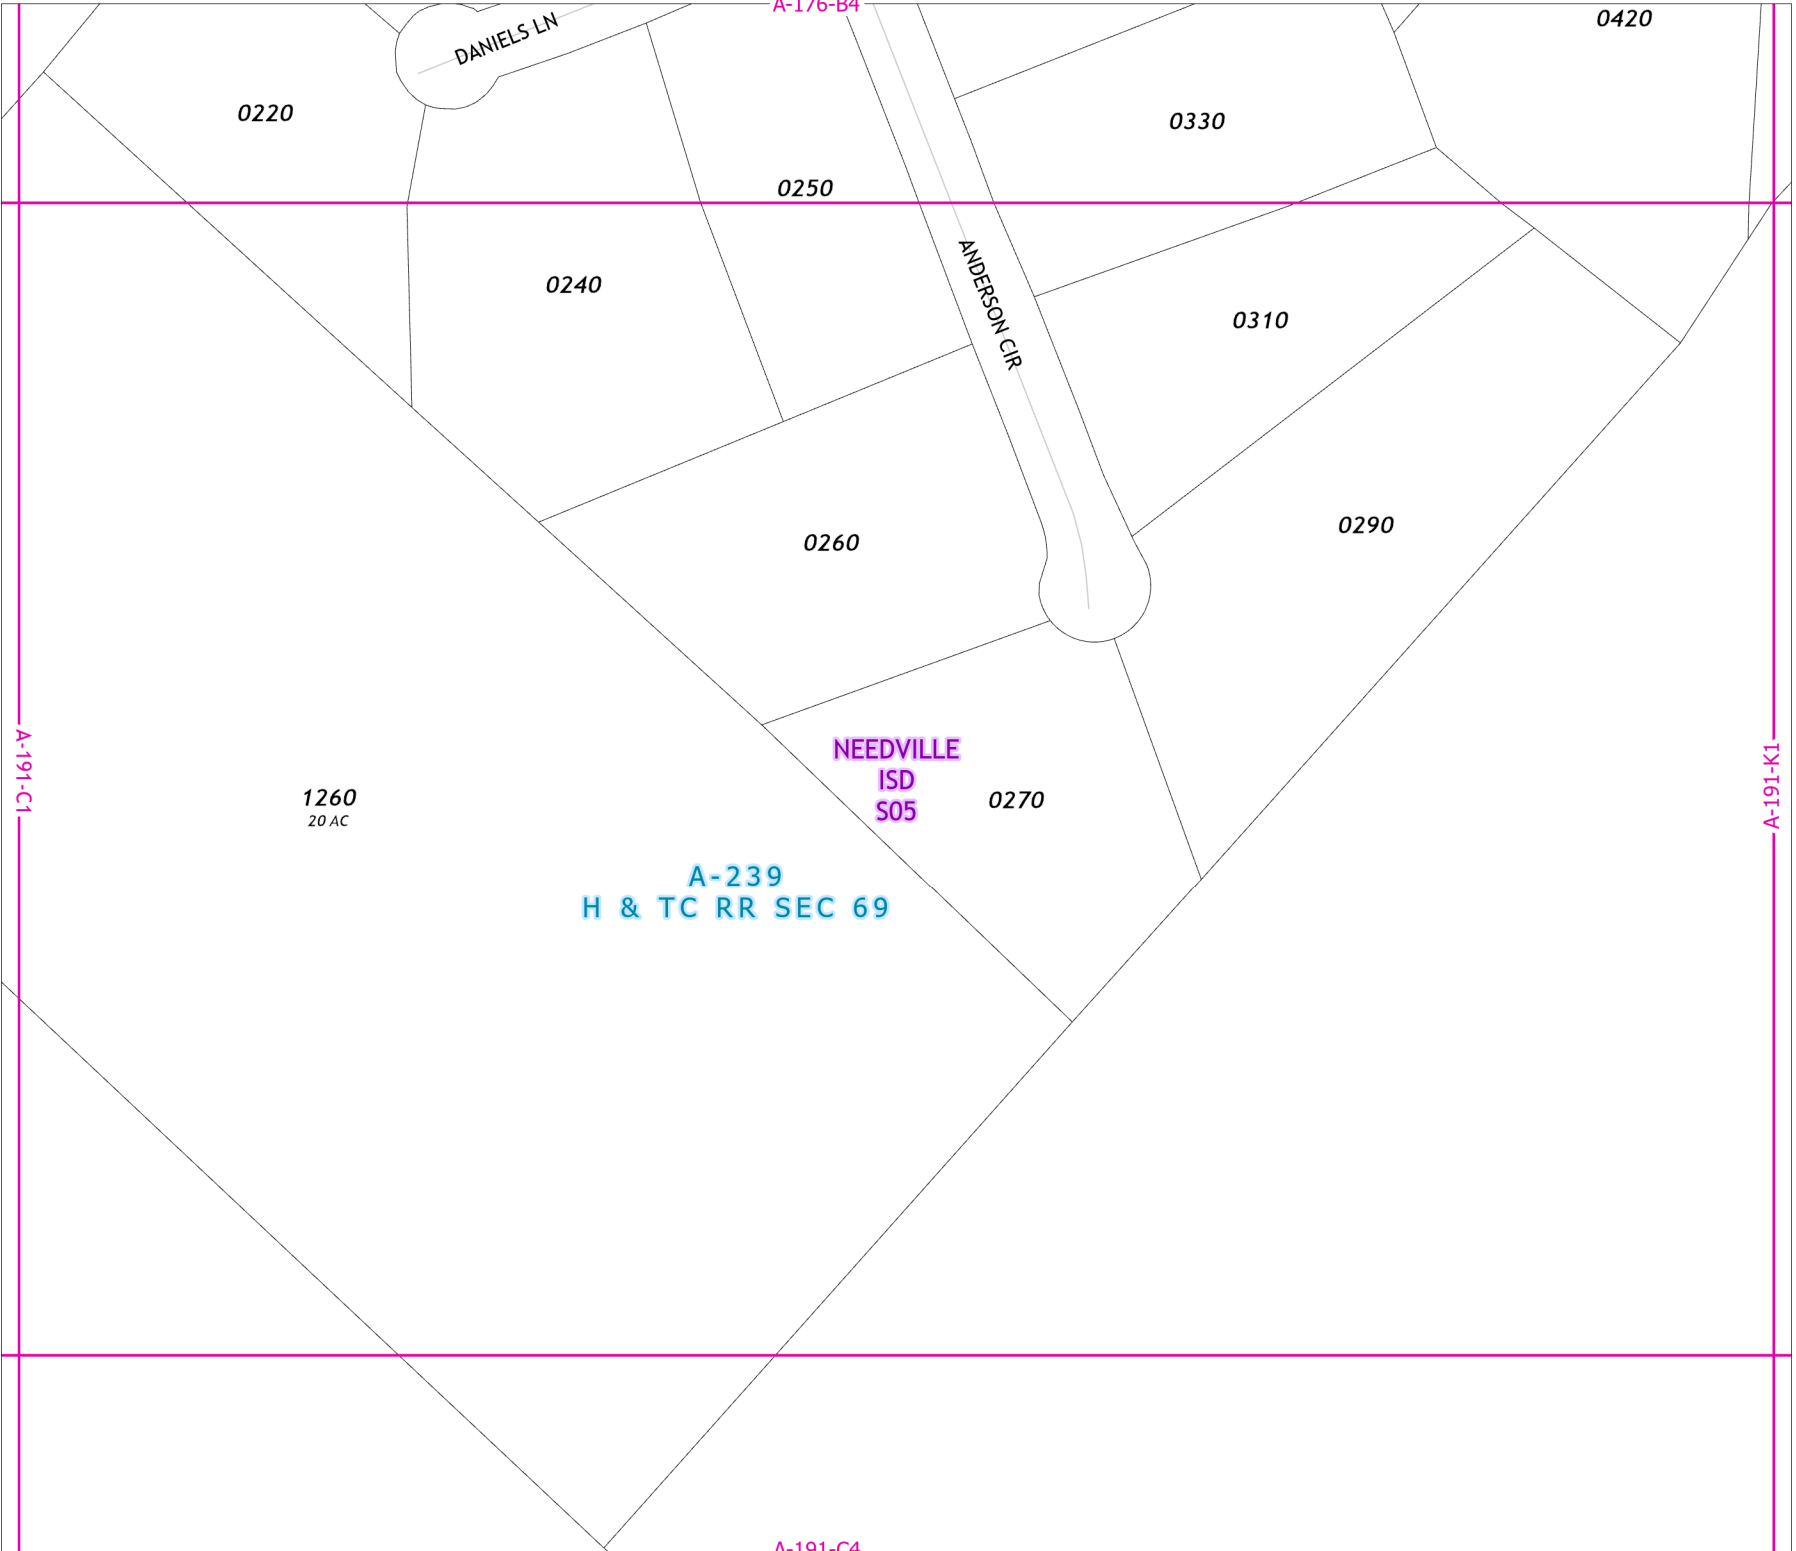 A-176-B4
0420
DANIELS LN
0220
0330
0250
ANDERSON CIR
0240
0310
0290
0260
NEEDVILLE
ISD
S05
0270
A-191-C1
A-191-K1
1260
20 AC
A-239
H & TC RR SEC 69
A-191-C4